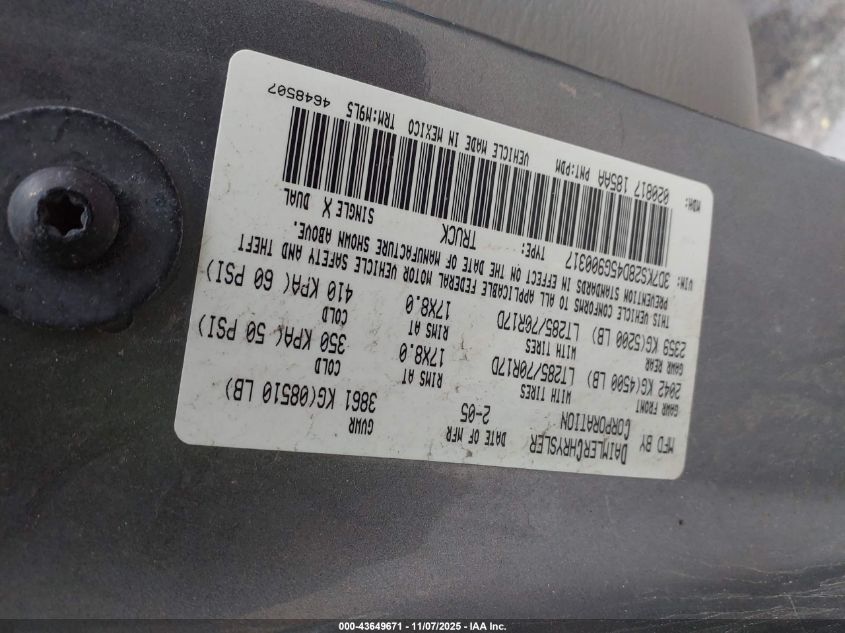 MFD BY DAIMLERCHRYSLER CORPORATION
DATE OF MFR 2-05
GVWR 3861 KG(08510 LB)
GAWR FRONT 2042 KG(4500 LB) WITH TIRES LT285/70R17D RIMS AT 17X8.0 COLD 350 KPA( 50 PSI)
GAWR REAR 2359 KG(5200 LB) WITH TIRES LT285/70R17D RIMS AT 17X8.0 COLD 410 KPA( 60 PSI)
THIS VEHICLE CONFORMS TO ALL APPLICABLE FEDERAL MOTOR VEHICLE SAFETY AND THEFT
PREVENTION STANDARDS IN EFFECT ON THE DATE OF MANUFACTURE SHOWN ABOVE.
VIN: 3D7KS28D45G900317 TYPE: TRUCK SINGLE X DUAL
MDH: 020817 185AA PNT:PDM VEHICLE MADE IN MEXICO TRM:M9L5 4648507
000-43649671 - 11/07/2025 - IAA Inc.